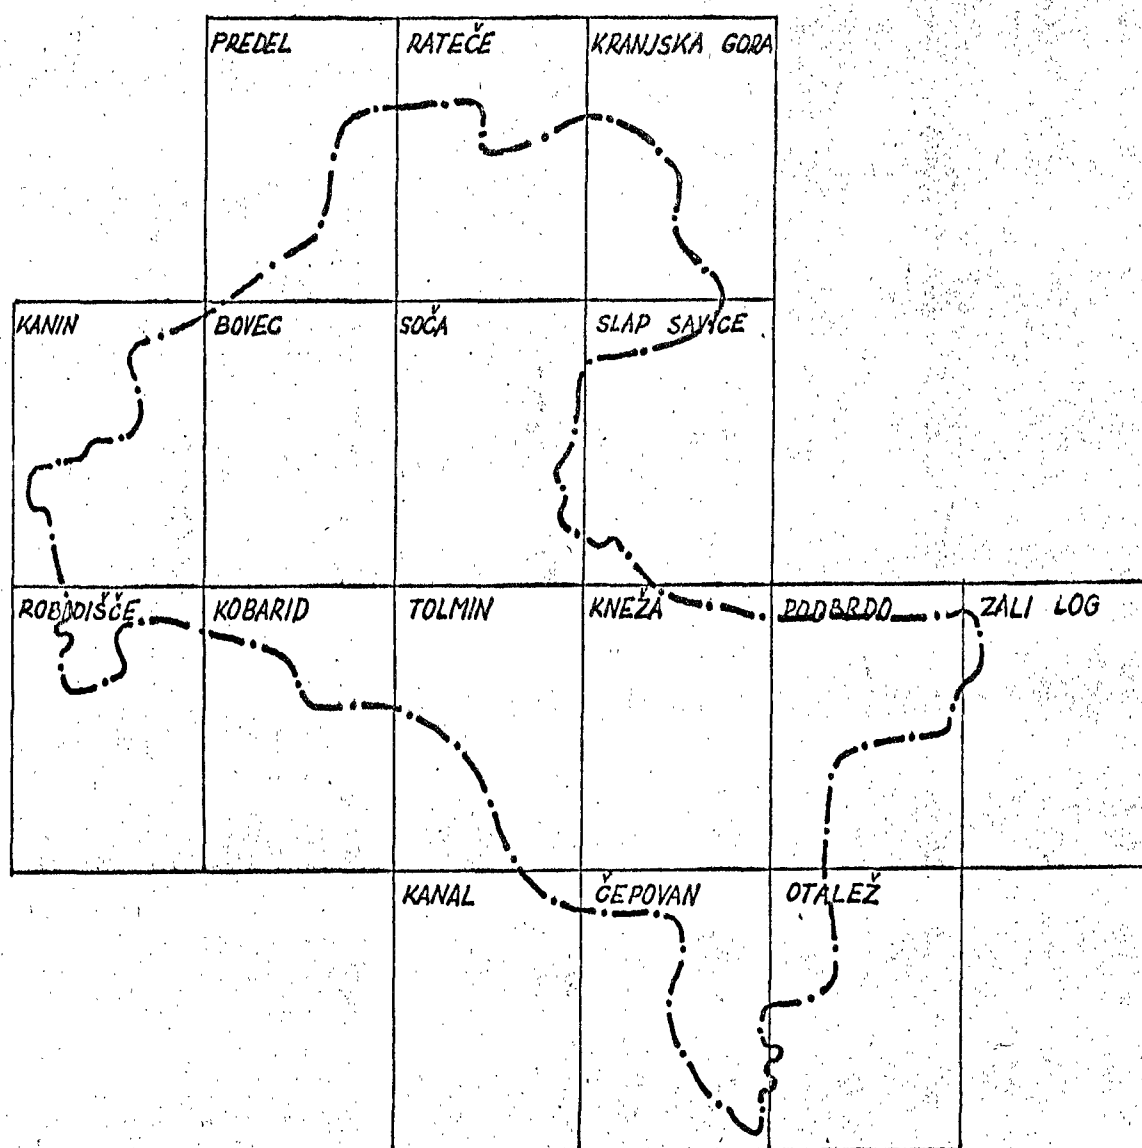 PREDEL
RATEČE
KRANJSKA GORA
KANIN
BOVEC
SOČA
SLAP SAVICE
ROBIDIŠČE
KOBARID
TOLMIN
KNEŽA
PODBRDO
ZALI LOG
KANAL
ČEPOVAN
OTALEŽ